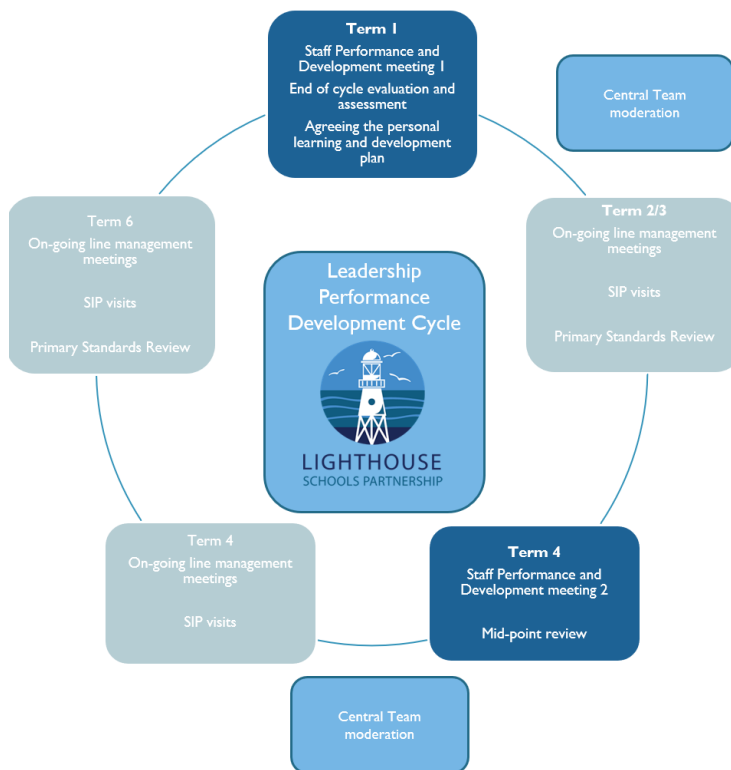 Term 1
Staff Performance and
Development meeting 1
End of cycle evaluation and
assessment
Agreeing the personal
learning and development
plan
Central Team
moderation
Term 2/3
On-going line management
meetings
SIP visits
Primary Standards Review
Term 6
On-going line management
meetings
SIP visits
Primary Standards Review
Leadership
Performance
Development Cycle
LIGHTHOUSE
SCHOOLS PARTNERSHIP
Term 4
Staff Performance and
Development meeting 2
Mid-point review
Term 4
On-going line management
meetings
SIP visits
Central Team
moderation